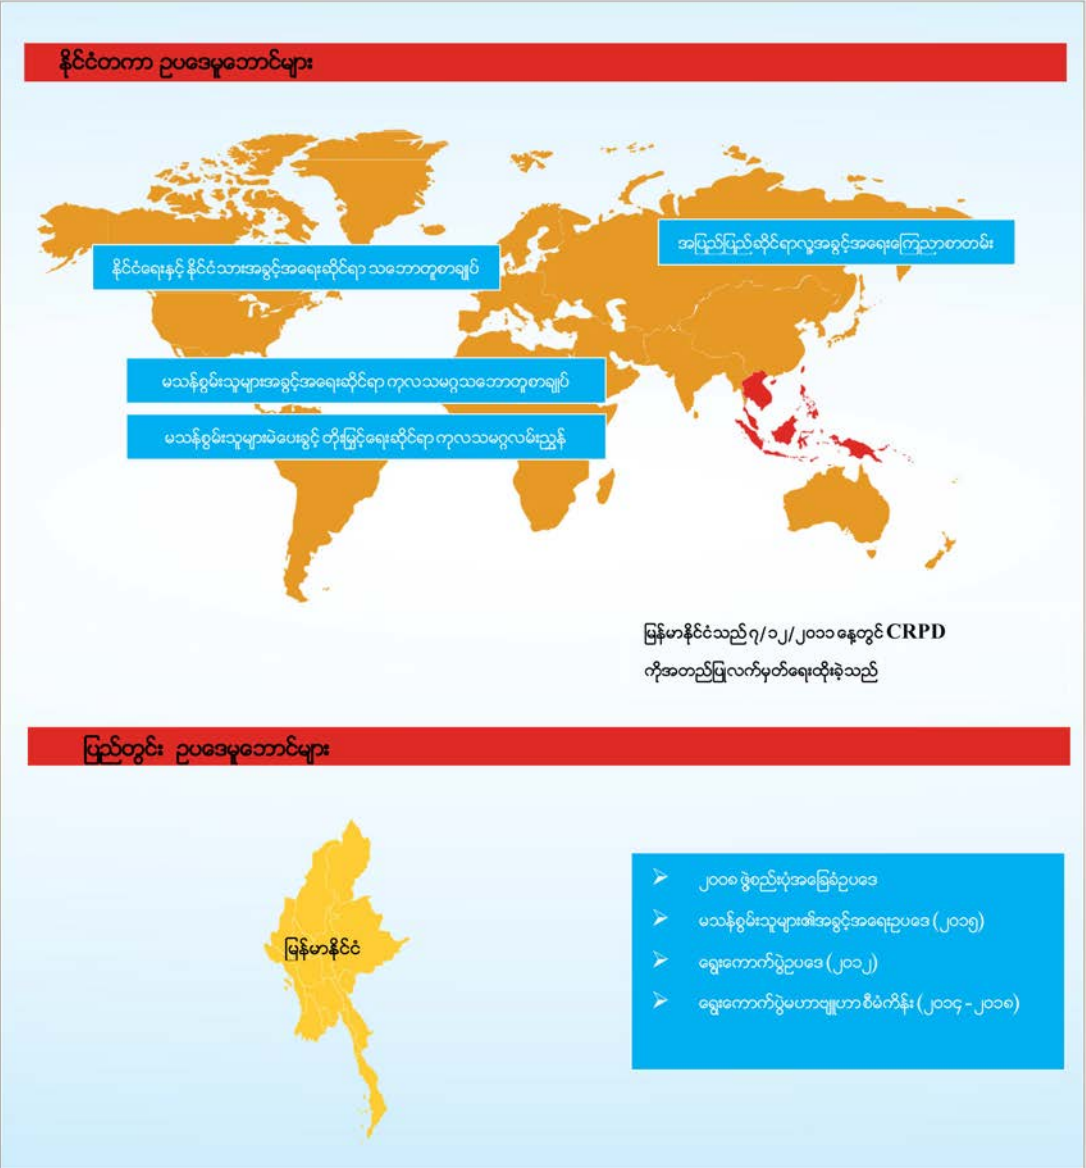 နိုင်ငံတကာ ဥပဒေမူဘောင်များ
အပြည်ပြည်ဆိုင်ရာလူ့အခွင့်အရေးကြေညာစာတမ်း
နိုင်ငံရေးနှင့် နိုင်ငံသားအခွင့်အရေးဆိုင်ရာ သဘောတူစာချုပ်
မသန်စွမ်းသူများအခွင့်အရေးဆိုင်ရာ ကုလသမဂ္ဂသဘောတူစာချုပ်
မသန်စွမ်းသူများမဲပေးခွင့် တိုးမြှင့်ရေးဆိုင်ရာ ကုလသမဂ္ဂလမ်းညွှန်
မြန်မာနိုင်ငံသည် ၇/၁၂/၂၀၁၁ နေ့တွင် CRPD
ကိုအတည်ပြုလက်မှတ်ရေးထိုးခဲ့သည်
ပြည်တွင်း ဥပဒေမူဘောင်များ
မြန်မာနိုင်ငံ
➢ ၂၀၀၈ ဖွဲ့စည်းပုံအခြေခံဥပဒေ
➢ မသန်စွမ်းသူများ၏အခွင့်အရေးဥပဒေ (၂၀၁၅)
➢ ရွေးကောက်ပွဲဥပဒေ (၂၀၁၂)
➢ ရွေးကောက်ပွဲမဟာဗျူဟာ စီမံကိန်း (၂၀၁၄ - ၂၀၁၈)